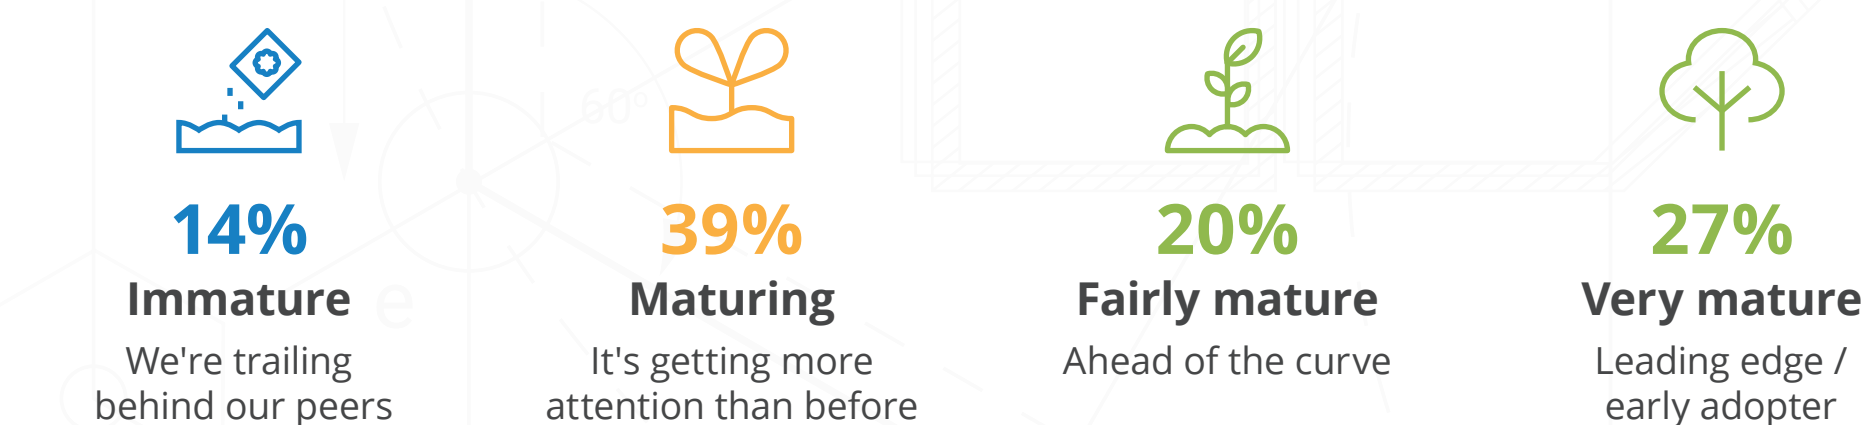 60°
e
14%
Immature
We're trailing
behind our peers
39%
Maturing
It's getting more
attention than before
20%
Fairly mature
Ahead of the curve
27%
Very mature
Leading edge /
early adopter